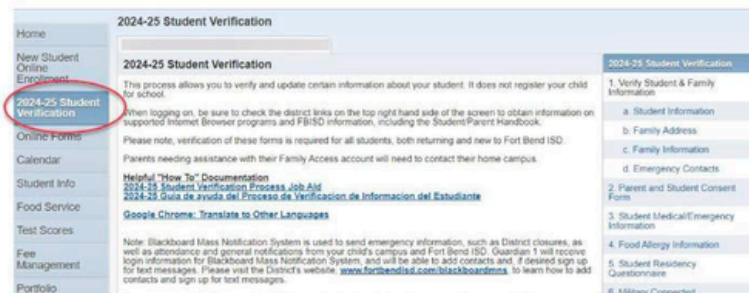 2024-25 Student Verification
Home
New Student
Online
Enrollment
2024-25 Student
Verification
Online Forms
Calendar
Student Info
Food Service
Test Scores
Fee
Management
Portfolio
2024-25 Student Verification
This process allows you to verify and update certain information about your student. It does not register your child
for school.
When logging on, be sure to check the district links on the top right hand side of the screen to obtain information on
supported Internet Browser programs and FBISD information, including the Student/Parent Handbook.
Please note, verification of these forms is required for all students, both returning and new to Fort Bend ISD.
Parents needing assistance with their Family Access account will need to contact their home campus.
Helpful "How To" Documentation
2024-25 Student Verification Process Job Aid
2024-25 Guia de ayuda del Proceso de Verificacion de Informacion del Estudiante
Google Chrome: Translate to Other Languages
Note: Blackboard Mass Notification System is used to send emergency information, such as District closures, as
well as attendance and general notifications from your child's campus and Fort Bend ISD. Guardian 1 will receive
login information for Blackboard Mass Notification System, and will be able to add contacts and, if desired sign up
for text messages. Please visit the District's website, www.fortbendisd.com/blackboardmns, to learn how to add
contacts and sign up for text messages.
2024-25 Student Verification
1. Verify Student & Family
Information
a. Student Information
b. Family Address
c. Family Information
d. Emergency Contacts
2. Parent and Student Consent
Form
3. Student Medical/Emergency
Information
4. Food Allergy Information
5. Student Residency
Questionnaire
6. Military Connected